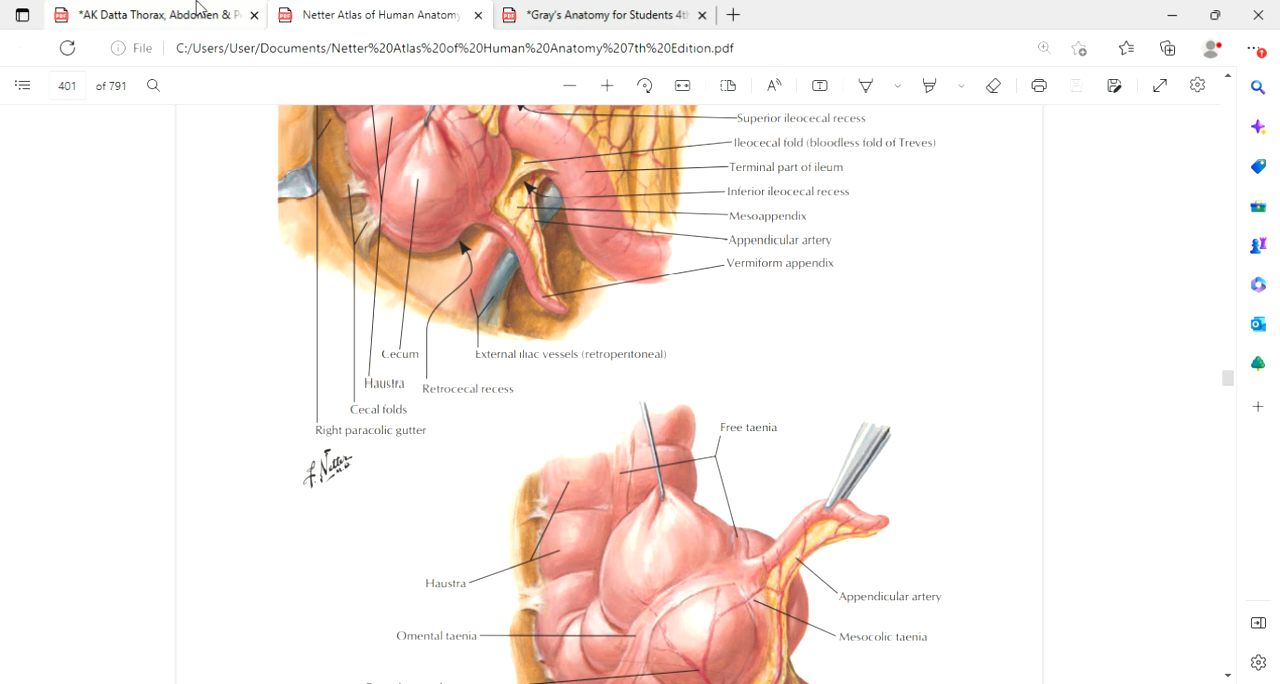 *AK Datta Thorax, Abdomen & P
Netter Atlas of Human Anatomy
*Gray's Anatomy for Students 4th
File
C:/Users/User/Documents/Netter%20Atlas%20of%20Human%20Anatomy%207th%20Edition.pdf
401 of 791
Superior ileocecal recess
Ileocecal fold (bloodless fold of Treves)
Terminal part of ileum
Inferior ileocecal recess
Mesoappendix
Appendicular artery
Vermiform appendix
Cecum
External iliac vessels (retroperitoneal)
Haustra
Retrocecal recess
Cecal folds
Right paracolic gutter
Free taenia
F. Netter
Haustra
Appendicular artery
Omental taenia
Mesocolic taenia